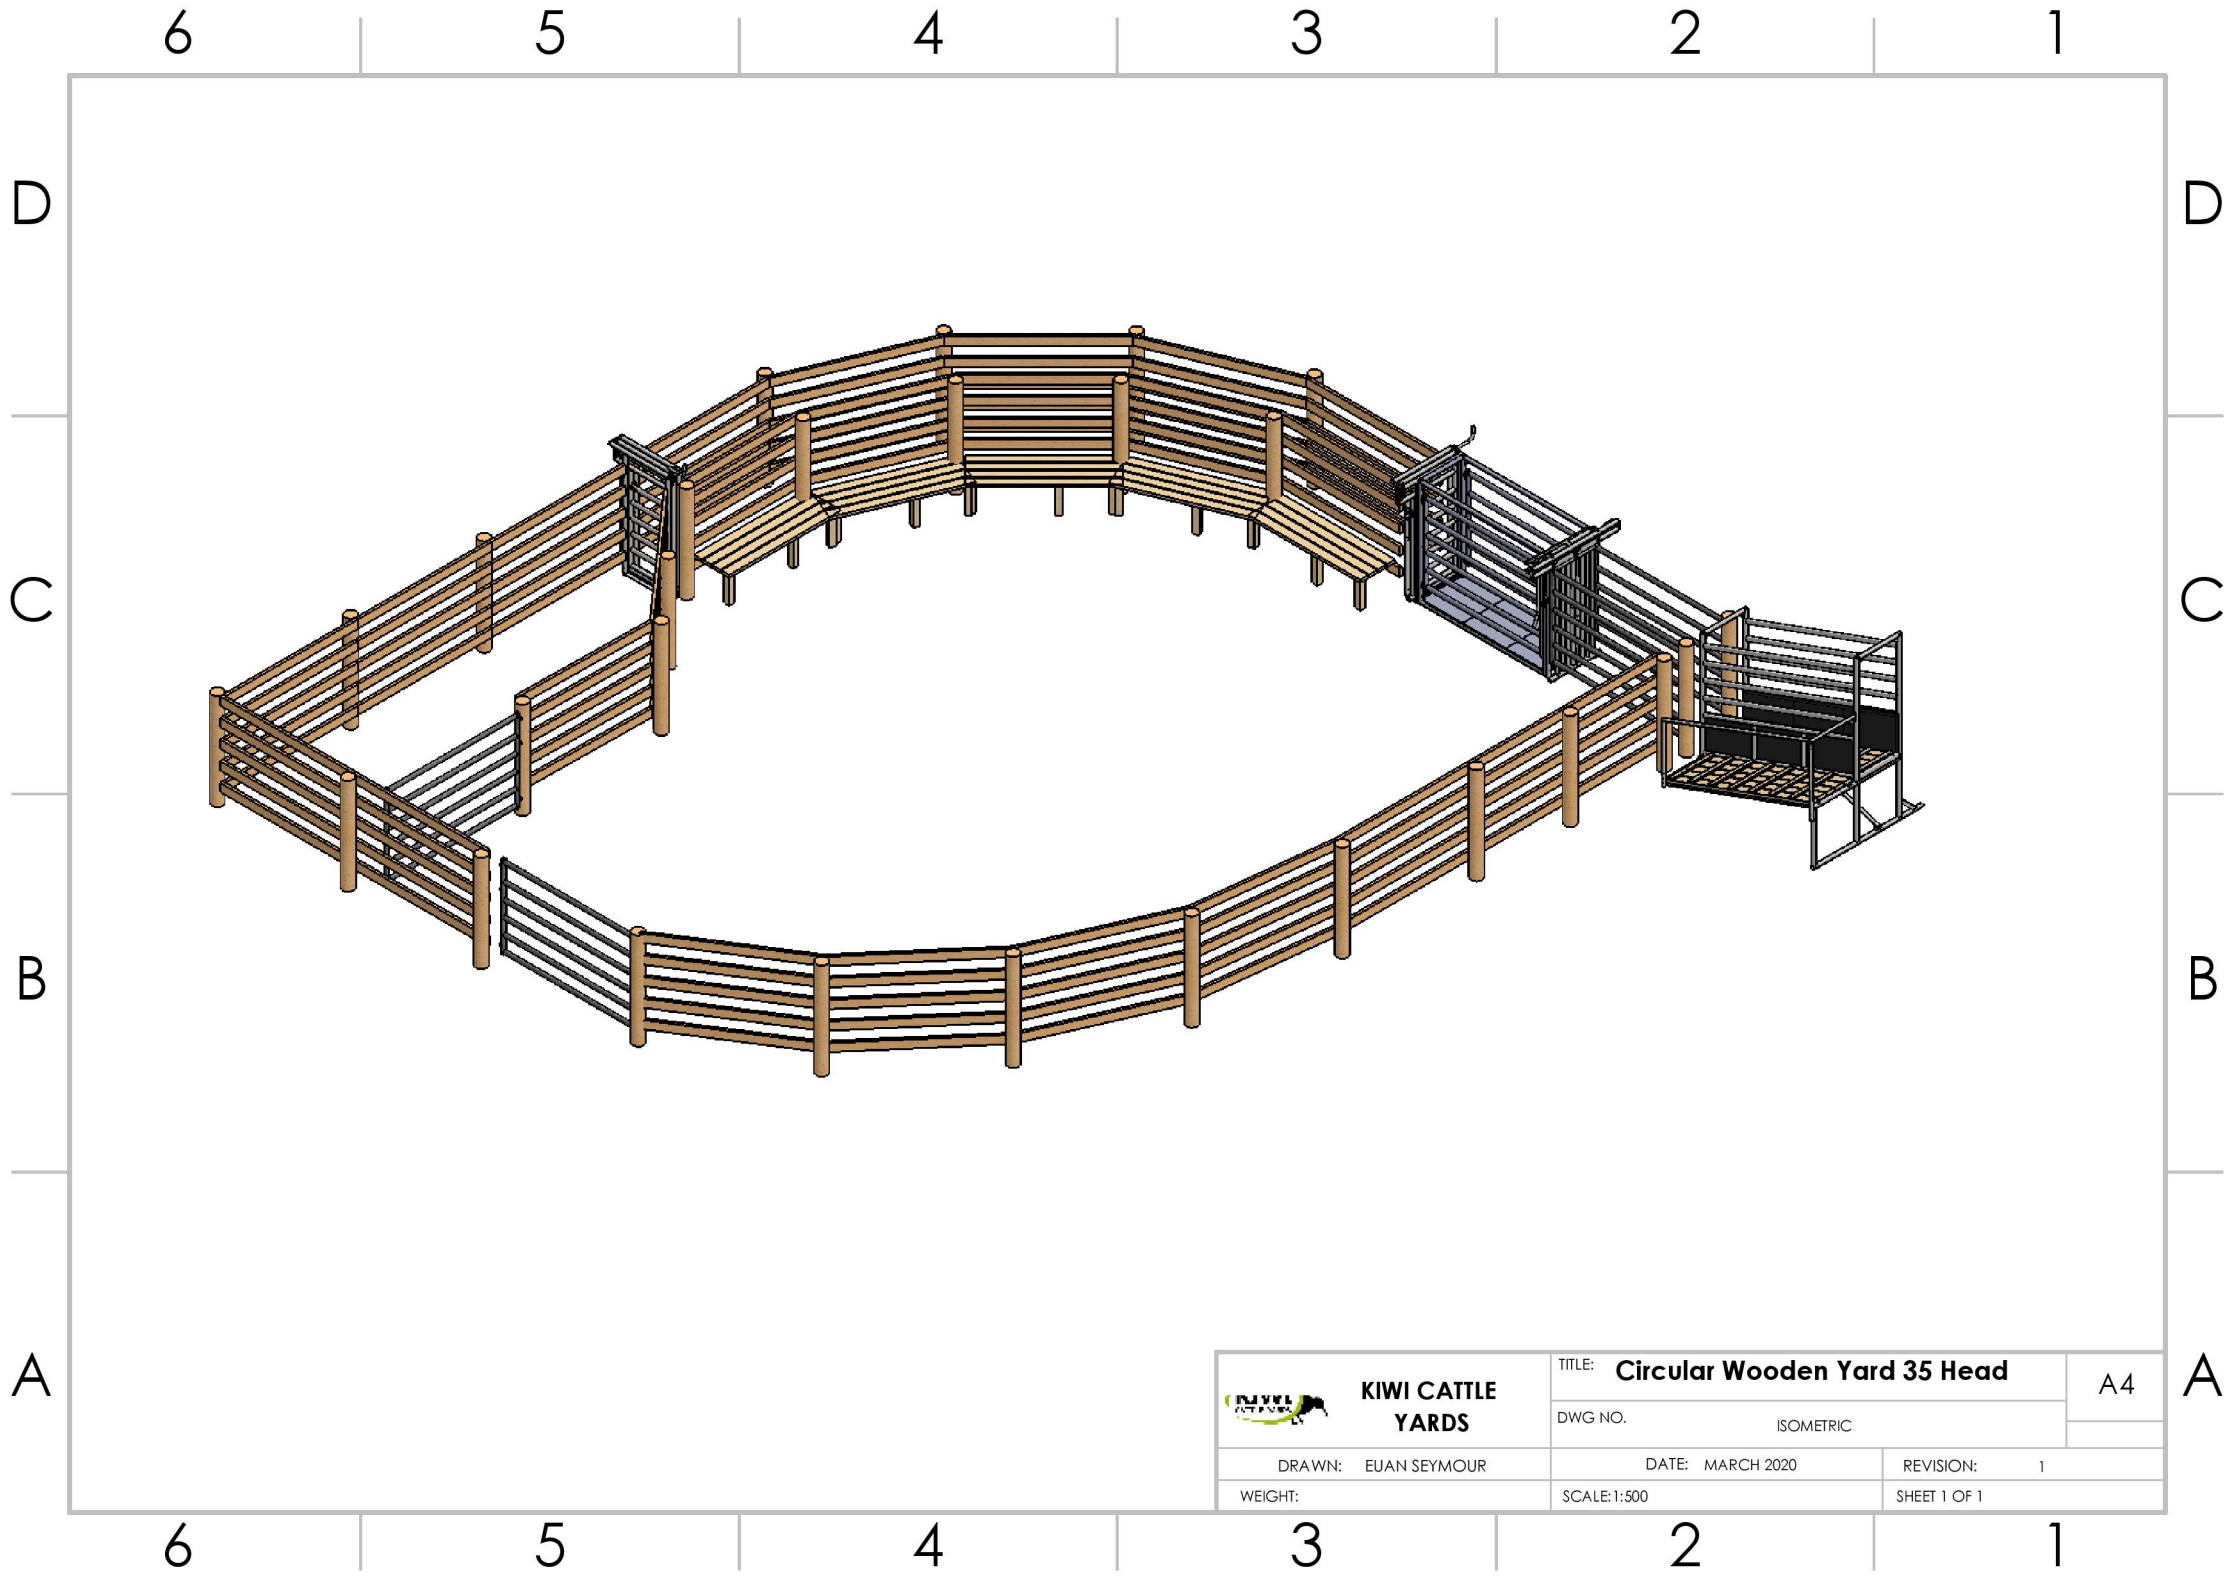 6 5 4 3 2 1
D D
C C
B B
A A
KIWI CATTLE
YARDS
TITLE: Circular Wooden Yard 35 Head
A4
DWG NO. ISOMETRIC
DRAWN: EUAN SEYMOUR
DATE: MARCH 2020
REVISION: 1
WEIGHT:
SCALE:1:500
SHEET 1 OF 1
6 5 4 3 2 1